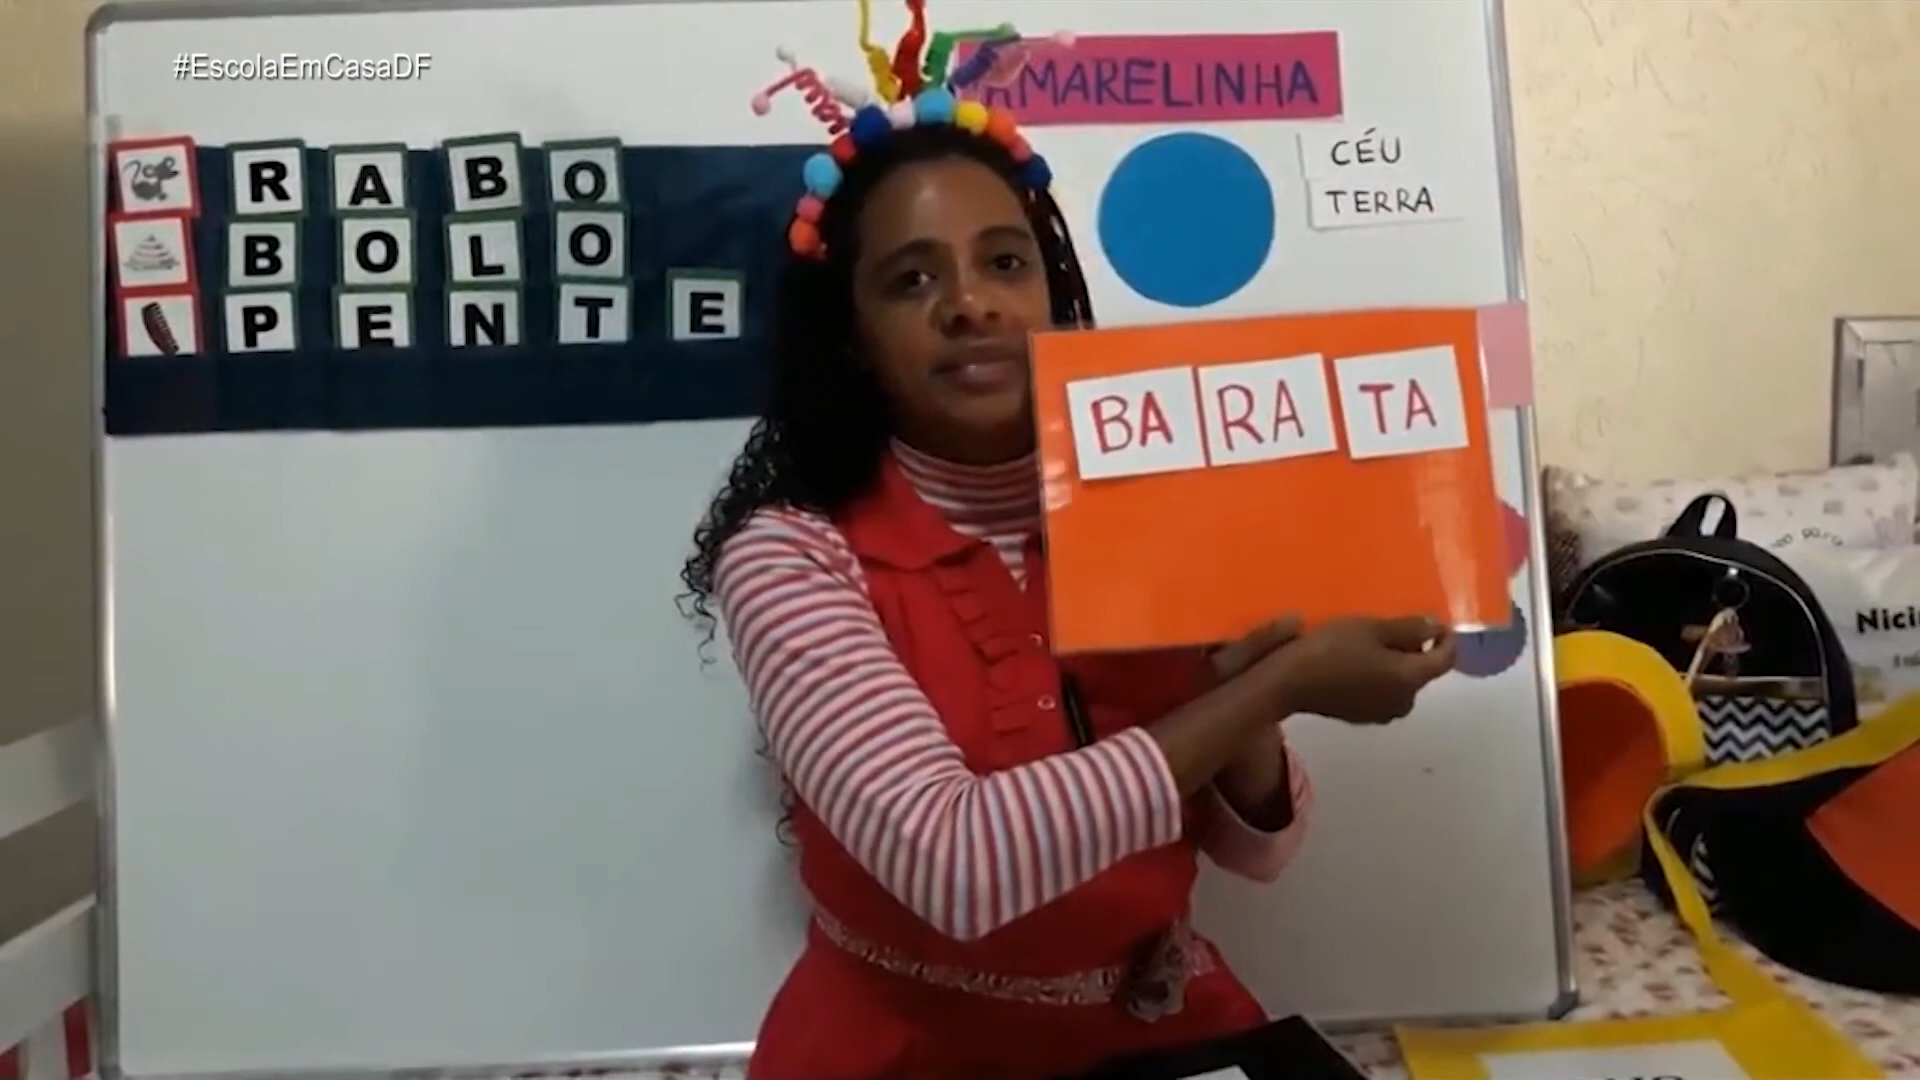 #EscolaEmCasaDF
AMARELINHA
CÉU
TERRA
RABO
BOLO
PENTE
BA RA TA